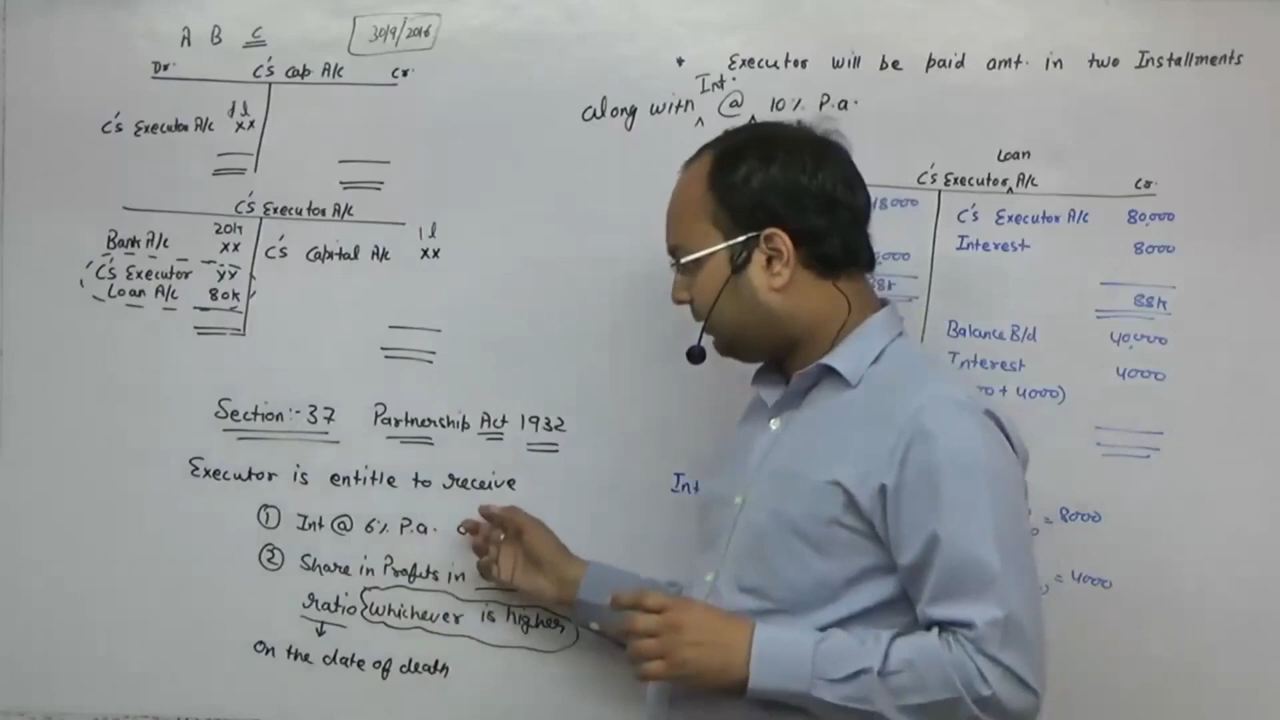 A B C
30/9/2016
Dr. C's Cap A/c Cr.
C's Executor A/c xx
C's Executor A/c
Bank A/c 20k xx
C's Executor yy
Loan A/c 80k
C's Capital A/c xx
Section:- 37 Partnership Act 1932
Executor is entitle to receive
① Int @ 6% P.a.
② Share in Profits in
ratio whichever is higher
on the date of death
* Executor will be paid amt. in two Installments
along with Int. @ 10% P.a.
Loan
C's Executor A/c Cr.
18000
C's Executor A/c 80,000
Interest 8000
88k
Balance B/d 40,000
Interest 4000
+ 4000)
Int
= 8000
= 4000